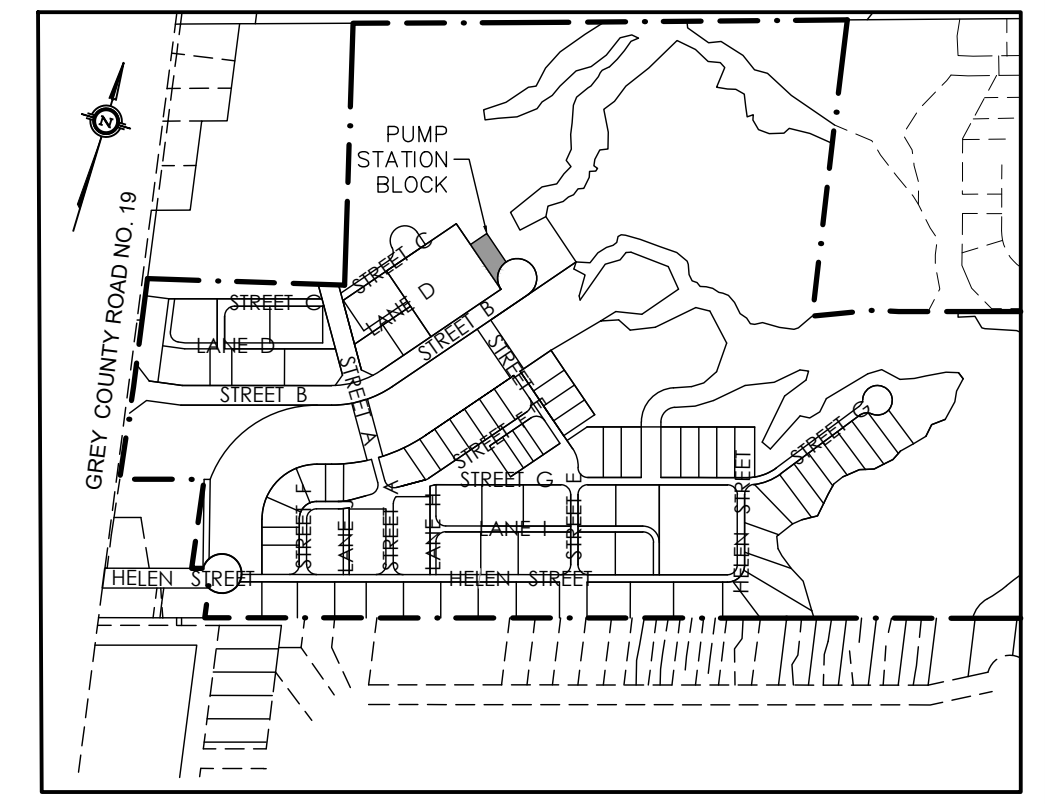 N
PUMP
STATION
BLOCK
GREY COUNTY ROAD NO. 19
STREET C
STREET C
LANE D
LANE D
STREET B
STREET B
STREET A
STREET E
STREET G
STREET G
STREET F
LANE
STREET A
LANE H
LANE I
STREET E
HELEN STREET
HELEN STREET
HELEN STREET
STREET